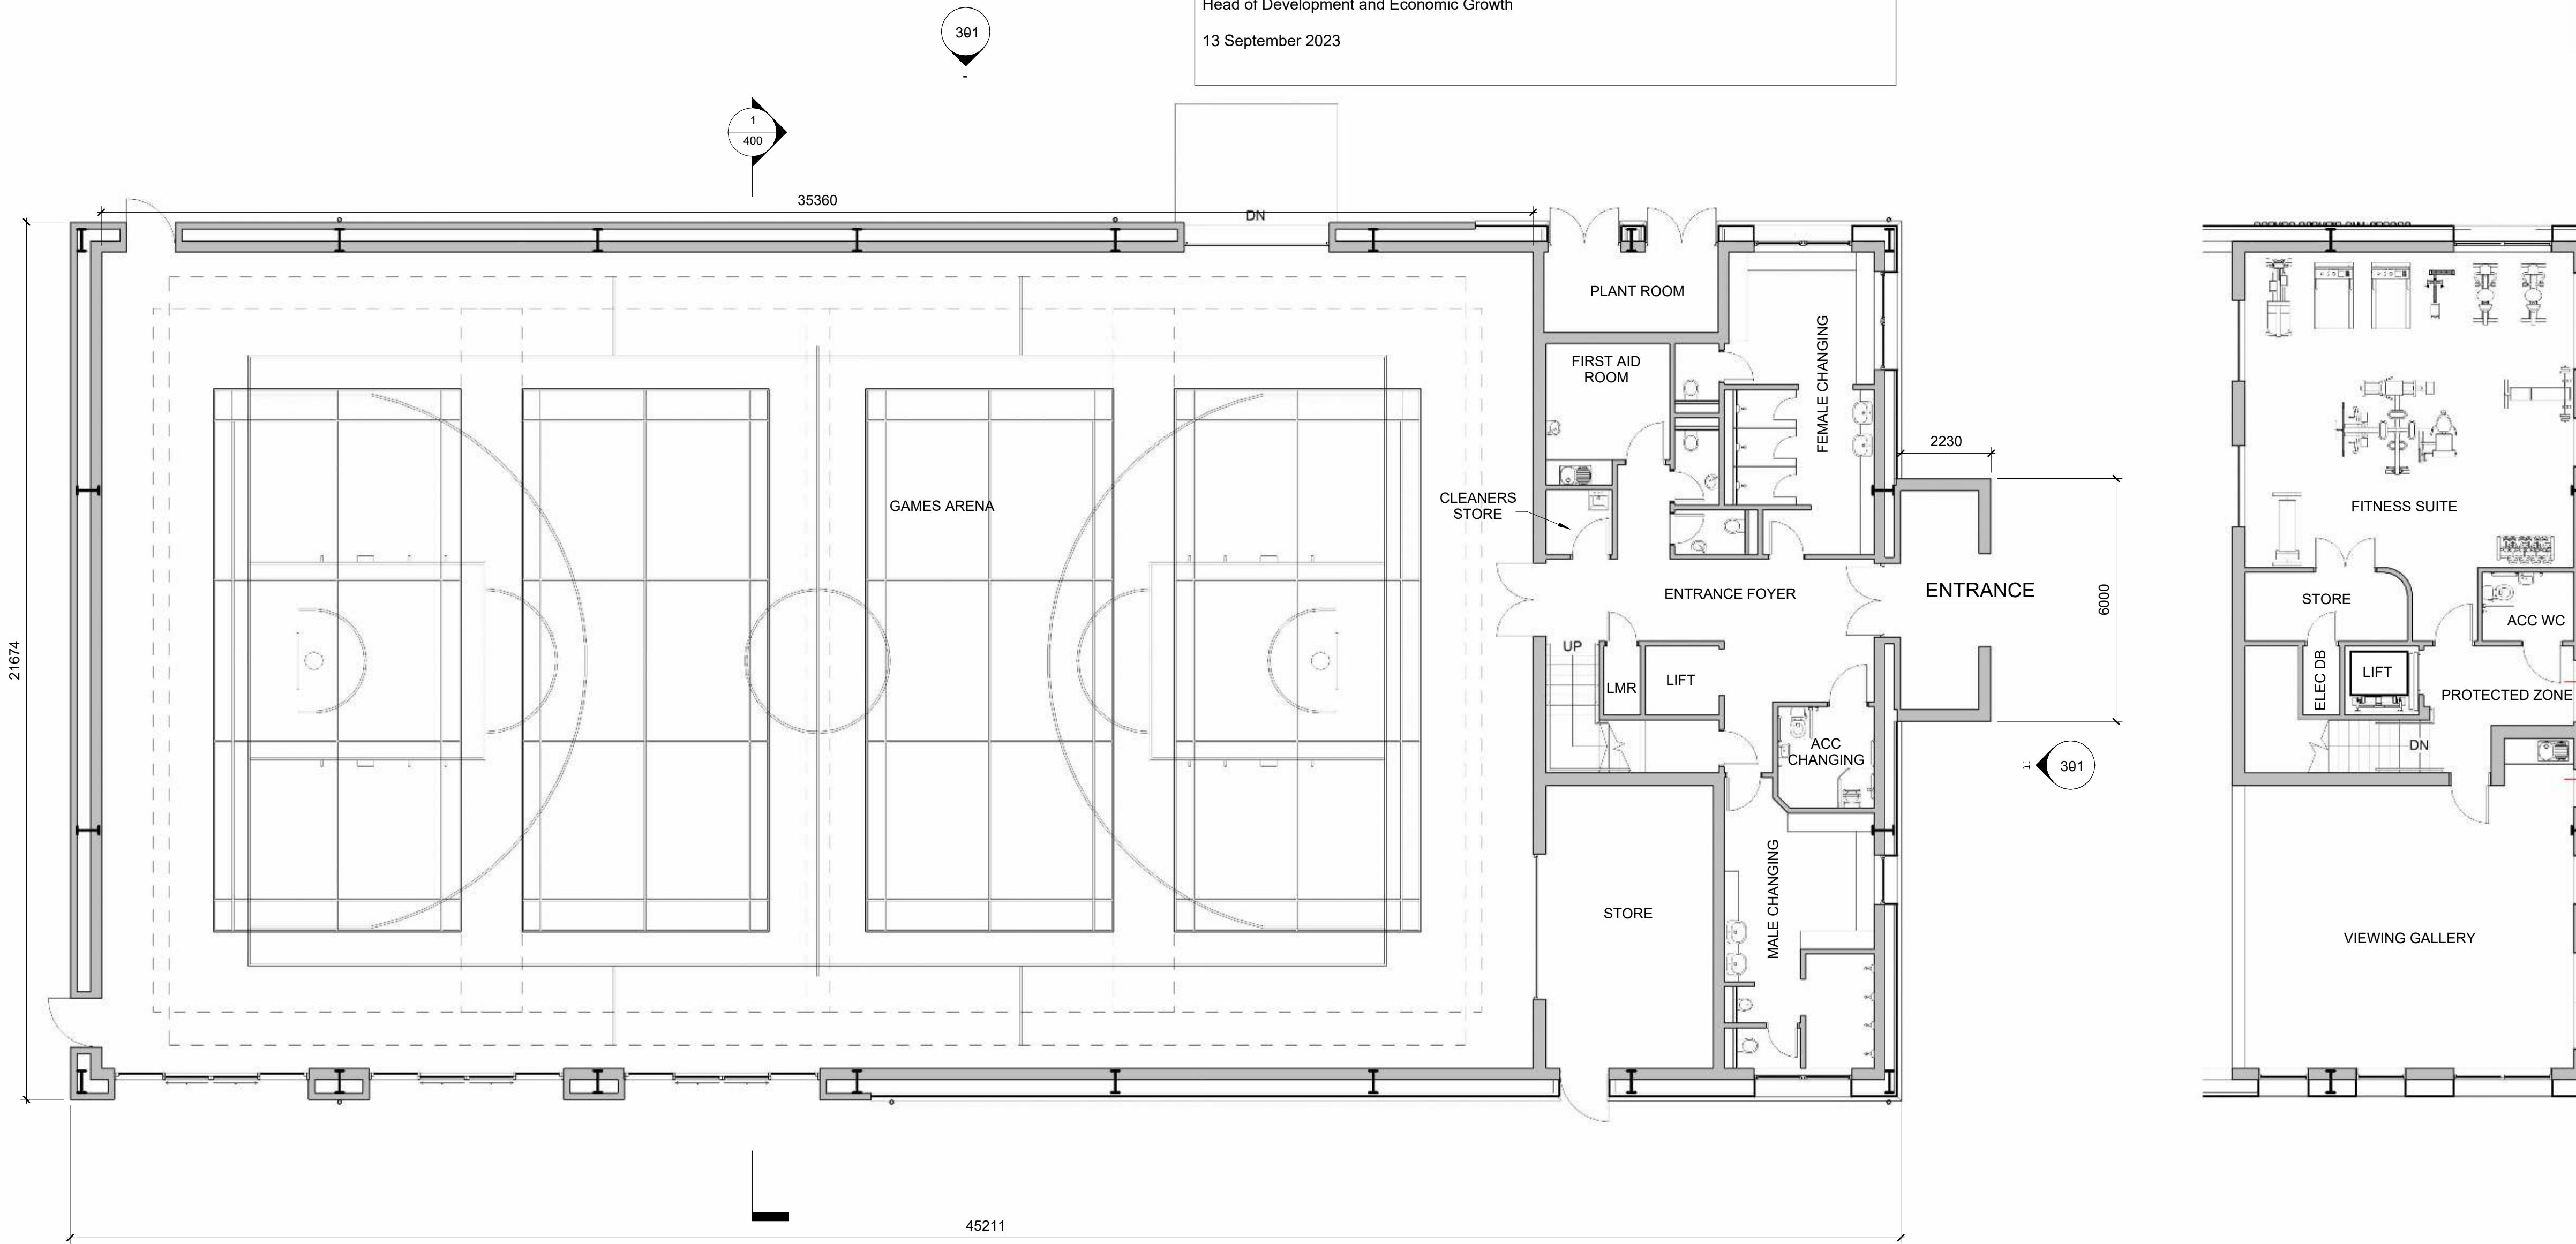 Head of Development and Economic Growth
13 September 2023
301
-
1
400
35360
DN
PLANT ROOM
FIRST AID
ROOM
FEMALE CHANGING
2230
CLEANERS
STORE
GAMES ARENA
ENTRANCE FOYER
ENTRANCE
6000
21674
UP
LMR
LIFT
ACC
CHANGING
301
MALE CHANGING
STORE
45211
FITNESS SUITE
STORE
ACC WC
ELEC DB
LIFT
PROTECTED ZONE
DN
VIEWING GALLERY